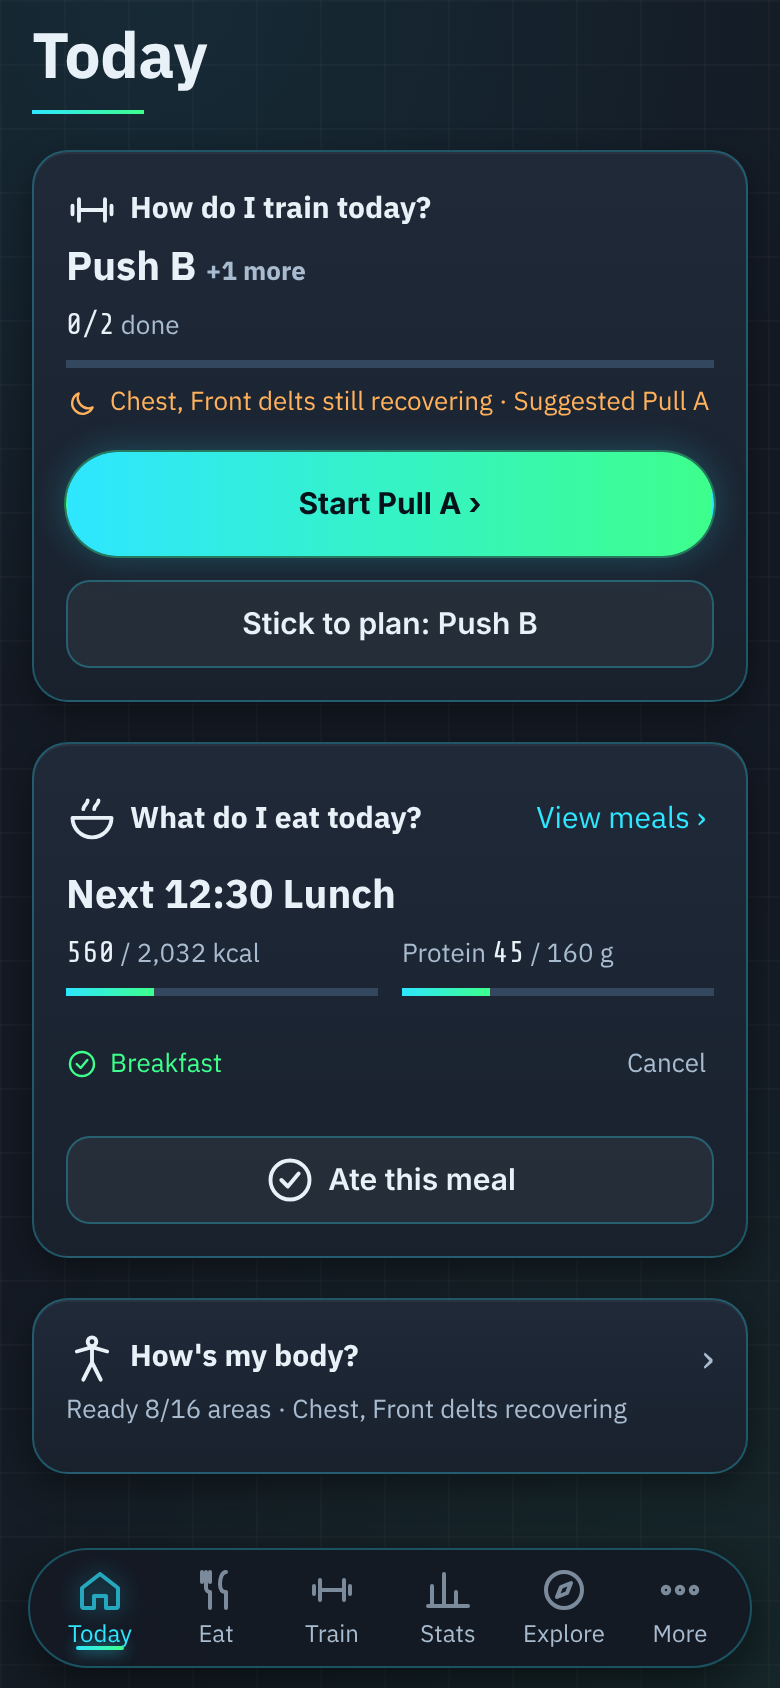 Today
How do I train today?
Push B +1 more
0/2 done
Chest, Front delts still recovering · Suggested Pull A
Start Pull A ›
Stick to plan: Push B
What do I eat today?
View meals ›
Next 12:30 Lunch
560 / 2,032 kcal
Protein 45 / 160 g
Breakfast
Cancel
Ate this meal
How's my body? ›
Ready 8/16 areas · Chest, Front delts recovering
Today
Eat
Train
Stats
Explore
More